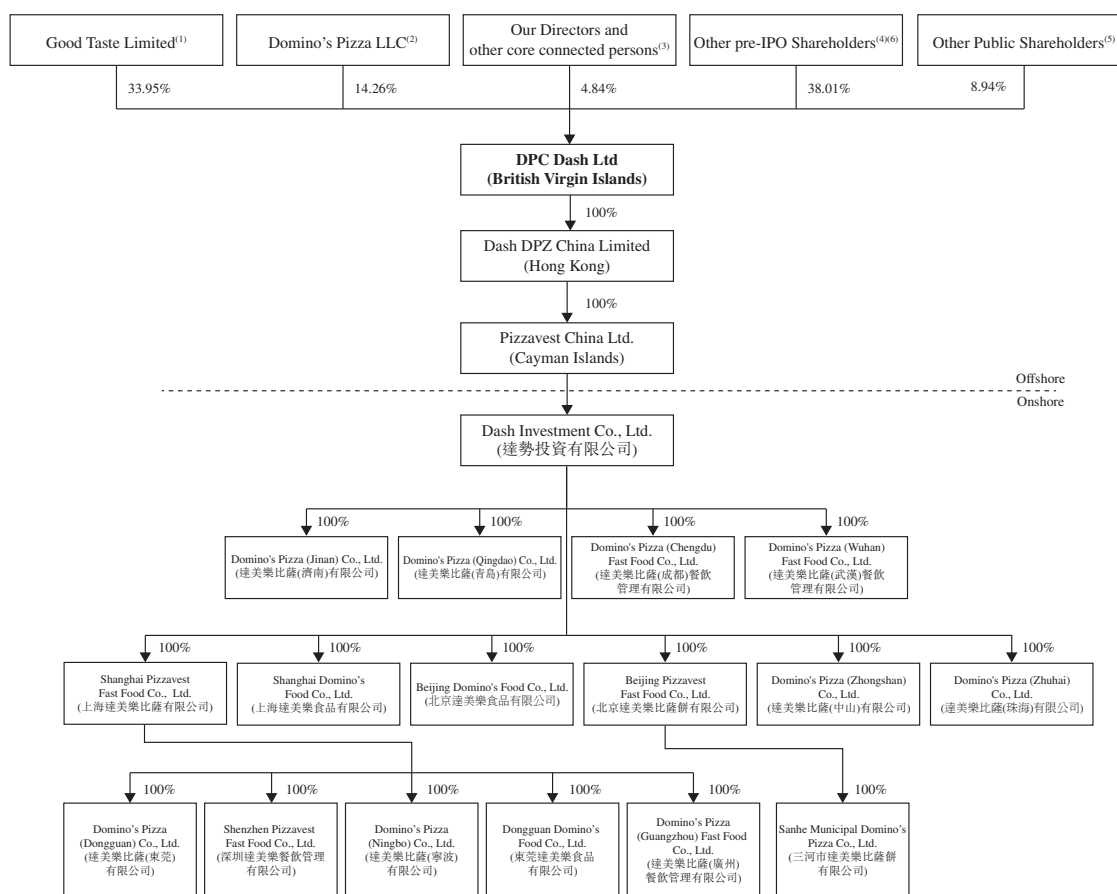 Good Taste Limited(1)
Domino's Pizza LLC(2)
Our Directors and
other core connected persons(3)
Other pre-IPO Shareholders(4)(6)
Other Public Shareholders(5)
33.95%
14.26%
4.84%
38.01%
8.94%
DPC Dash Ltd
(British Virgin Islands)
100%
Dash DPZ China Limited
(Hong Kong)
100%
Pizzavest China Ltd.
(Cayman Islands)
Offshore
Onshore
Dash Investment Co., Ltd.
(達勢投資有限公司)
100%
100%
100%
100%
Domino's Pizza (Jinan) Co., Ltd.
(達美樂比薩(濟南)有限公司)
Domino's Pizza (Qingdao) Co., Ltd.
(達美樂比薩(青島)有限公司)
Domino's Pizza (Chengdu)
Fast Food Co., Ltd.
(達美樂比薩(成都)餐飲
管理有限公司)
Domino's Pizza (Wuhan)
Fast Food Co., Ltd.
(達美樂比薩(武漢)餐飲
管理有限公司)
100%
100%
100%
100%
100%
100%
Shanghai Pizzavest
Fast Food Co., Ltd.
(上海達美樂比薩有限公司)
Shanghai Domino's
Food Co., Ltd.
(上海達美樂食品有限公司)
Beijing Domino's Food Co., Ltd.
(北京達美樂食品有限公司)
Beijing Pizzavest
Fast Food Co., Ltd.
(北京達美樂比薩餅有限公司)
Domino's Pizza (Zhongshan)
Co., Ltd.
(達美樂比薩(中山)有限公司)
Domino's Pizza (Zhuhai)
Co., Ltd.
(達美樂比薩(珠海)有限公司)
100%
100%
100%
100%
100%
100%
Domino's Pizza
(Dongguan) Co., Ltd.
(達美樂比薩(東莞)
有限公司)
Shenzhen Pizzavest
Fast Food Co., Ltd.
(深圳達美樂餐飲管理
有限公司)
Domino's Pizza
(Ningbo) Co., Ltd.
(達美樂比薩(寧波)
有限公司)
Dongguan Domino's
Food Co., Ltd.
(東莞達美樂食品
有限公司)
Domino's Pizza
(Guangzhou) Fast Food
Co., Ltd.
(達美樂比薩(廣州)
餐飲管理有限公司)
Sanhe Municipal Domino's
Pizza Co., Ltd.
(三河市達美樂比薩餅
有限公司)